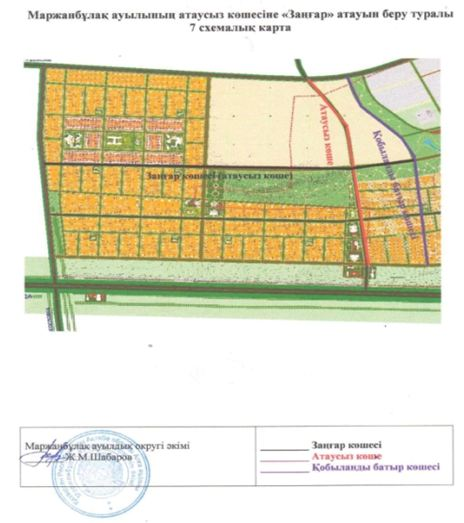 Маржанбұлақ ауылының атаусыз көшесіне «Заңғар» атауын беру туралы
7 схемалық карта
Атаусыз көше
Қобыланды батыр көшесі
Заңғар көшесі (атаусыз көше)
Маржанбұлақ ауылдық округі әкімі
Ж.М.Шабаров
Заңғар көшесі
Атаусыз көше
Қобыланды батыр көшесі